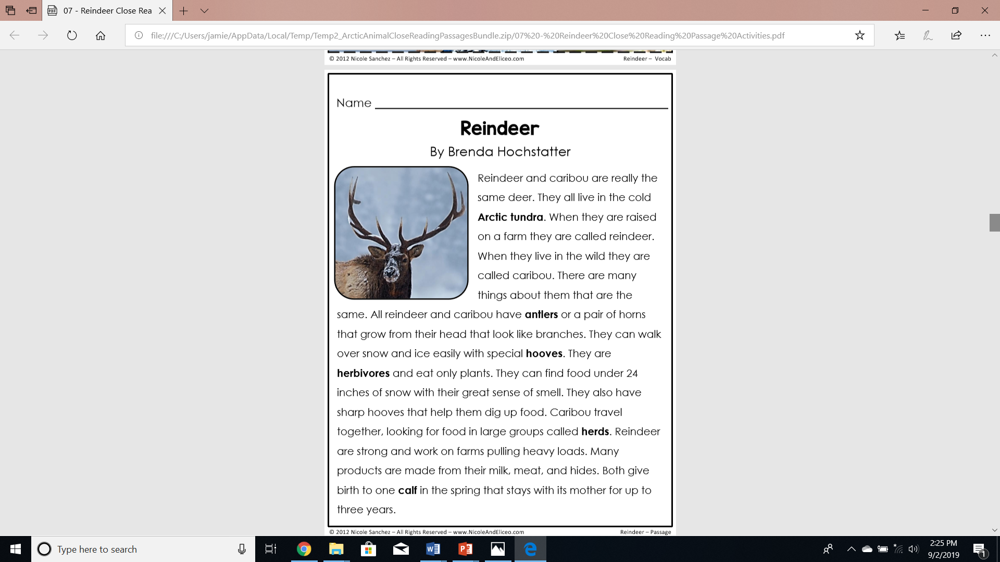 07 - Reindeer Close Rea
file:///C:/Users/jamie/AppData/Local/Temp/Temp2_ArcticAnimalCloseReadingPassagesBundle.zip/07%20-%20Reindeer%20Close%20Reading%20Passage%20Activities.pdf
© 2012 Nicole Sanchez – All Rights Reserved – www.NicoleAndEliceo.com
Reindeer – Vocab
Name
Reindeer
By Brenda Hochstatter
Reindeer and caribou are really the
same deer. They all live in the cold
Arctic tundra. When they are raised
on a farm they are called reindeer.
When they live in the wild they are
called caribou. There are many
things about them that are the
same. All reindeer and caribou have antlers or a pair of horns
that grow from their head that look like branches. They can walk
over snow and ice easily with special hooves. They are
herbivores and eat only plants. They can find food under 24
inches of snow with their great sense of smell. They also have
sharp hooves that help them dig up food. Caribou travel
together, looking for food in large groups called herds. Reindeer
are strong and work on farms pulling heavy loads. Many
products are made from their milk, meat, and hides. Both give
birth to one calf in the spring that stays with its mother for up to
three years.
© 2012 Nicole Sanchez – All Rights Reserved – www.NicoleAndEliceo.com
Reindeer – Passage
Type here to search
2:25 PM
9/2/2019
1